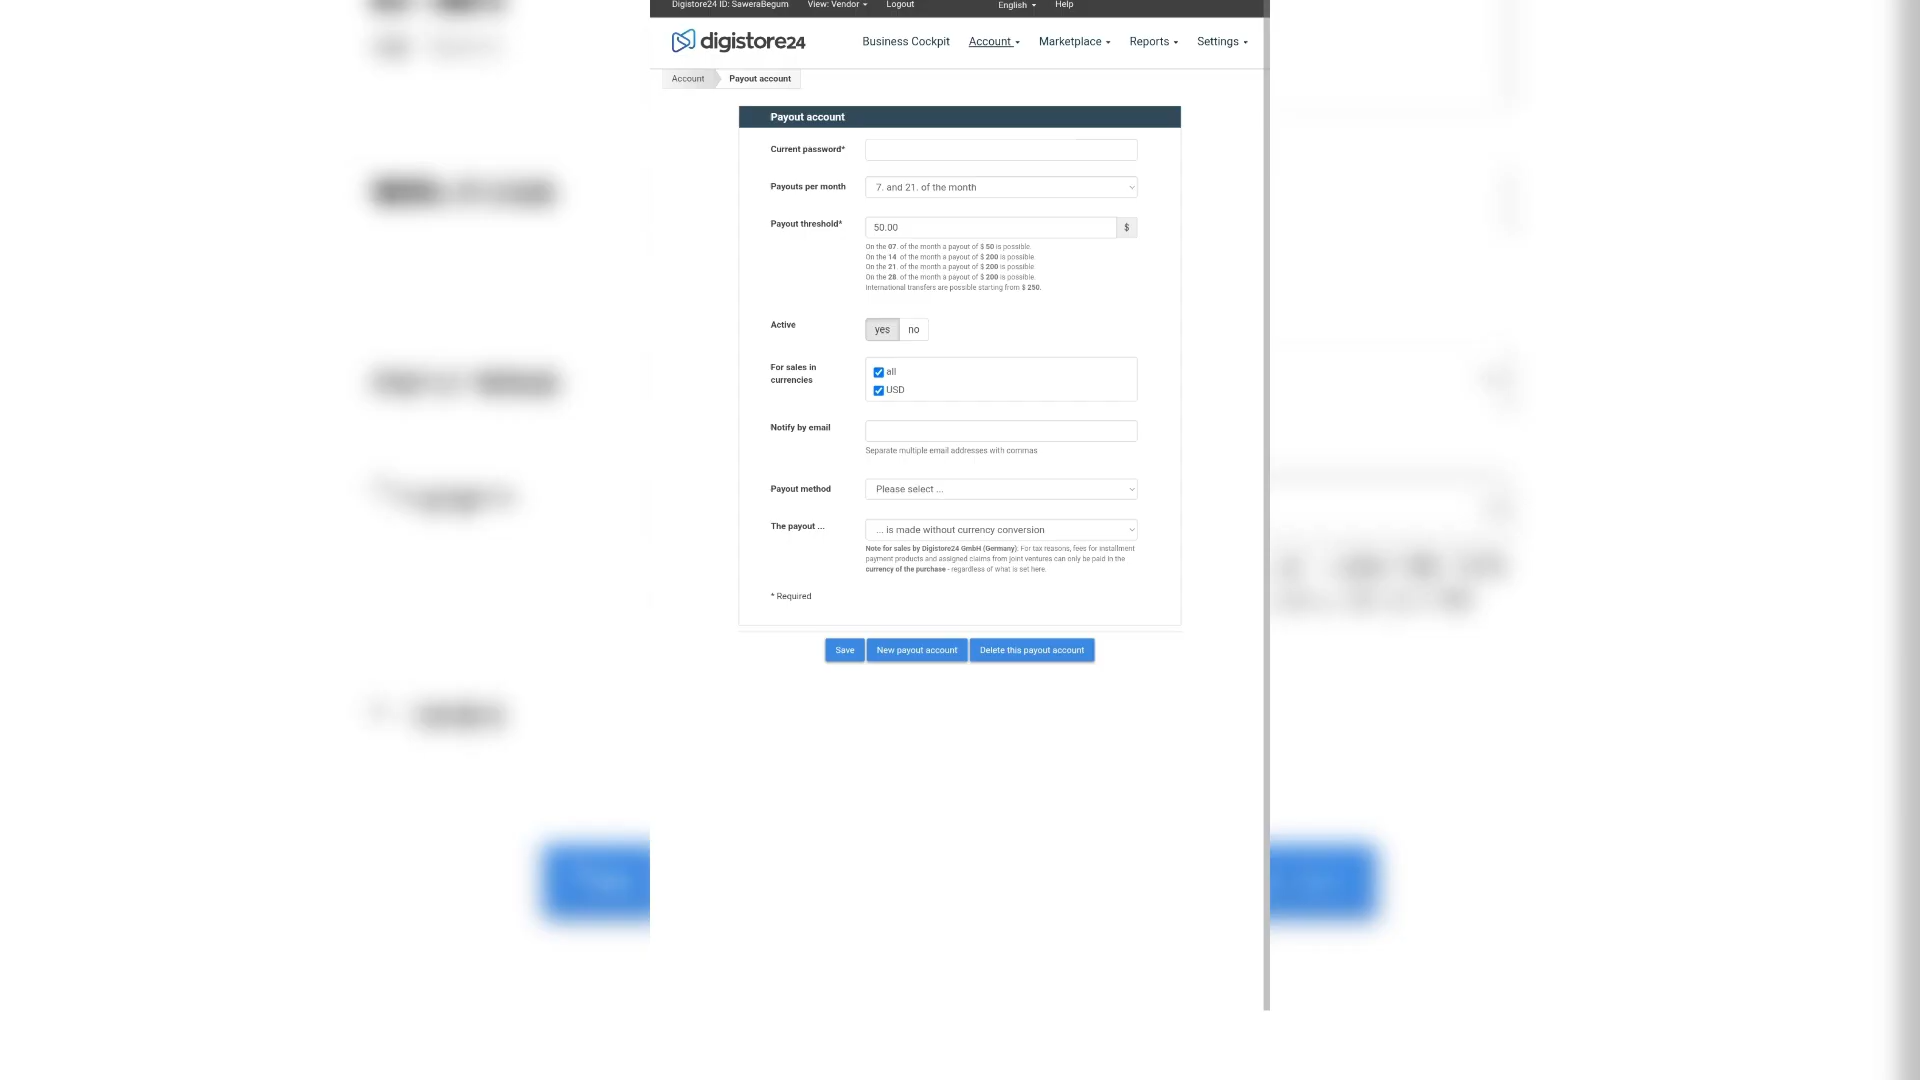 Digistore24 ID: SaweraBegum View: Vendor Logout English Help
digistore24 Business Cockpit Account Marketplace Reports Settings
Account Payout account
Payout account
Current password*
Payouts per month 7. and 21. of the month
Payout threshold* 50.00 $
On the 07. of the month a payout of $ 50 is possible.
On the 14. of the month a payout of $ 200 is possible.
On the 21. of the month a payout of $ 200 is possible.
On the 28. of the month a payout of $ 200 is possible.
International transfers are possible starting from $ 250.
Active yes no
For sales in currencies
all
USD
Notify by email
Separate multiple email addresses with commas
Payout method Please select ...
The payout ... ... is made without currency conversion
Note for sales by Digistore24 GmbH (Germany): For tax reasons, fees for installment
payment products and assigned claims from joint ventures can only be paid in the
currency of the purchase - regardless of what is set here.
* Required
Save New payout account Delete this payout account